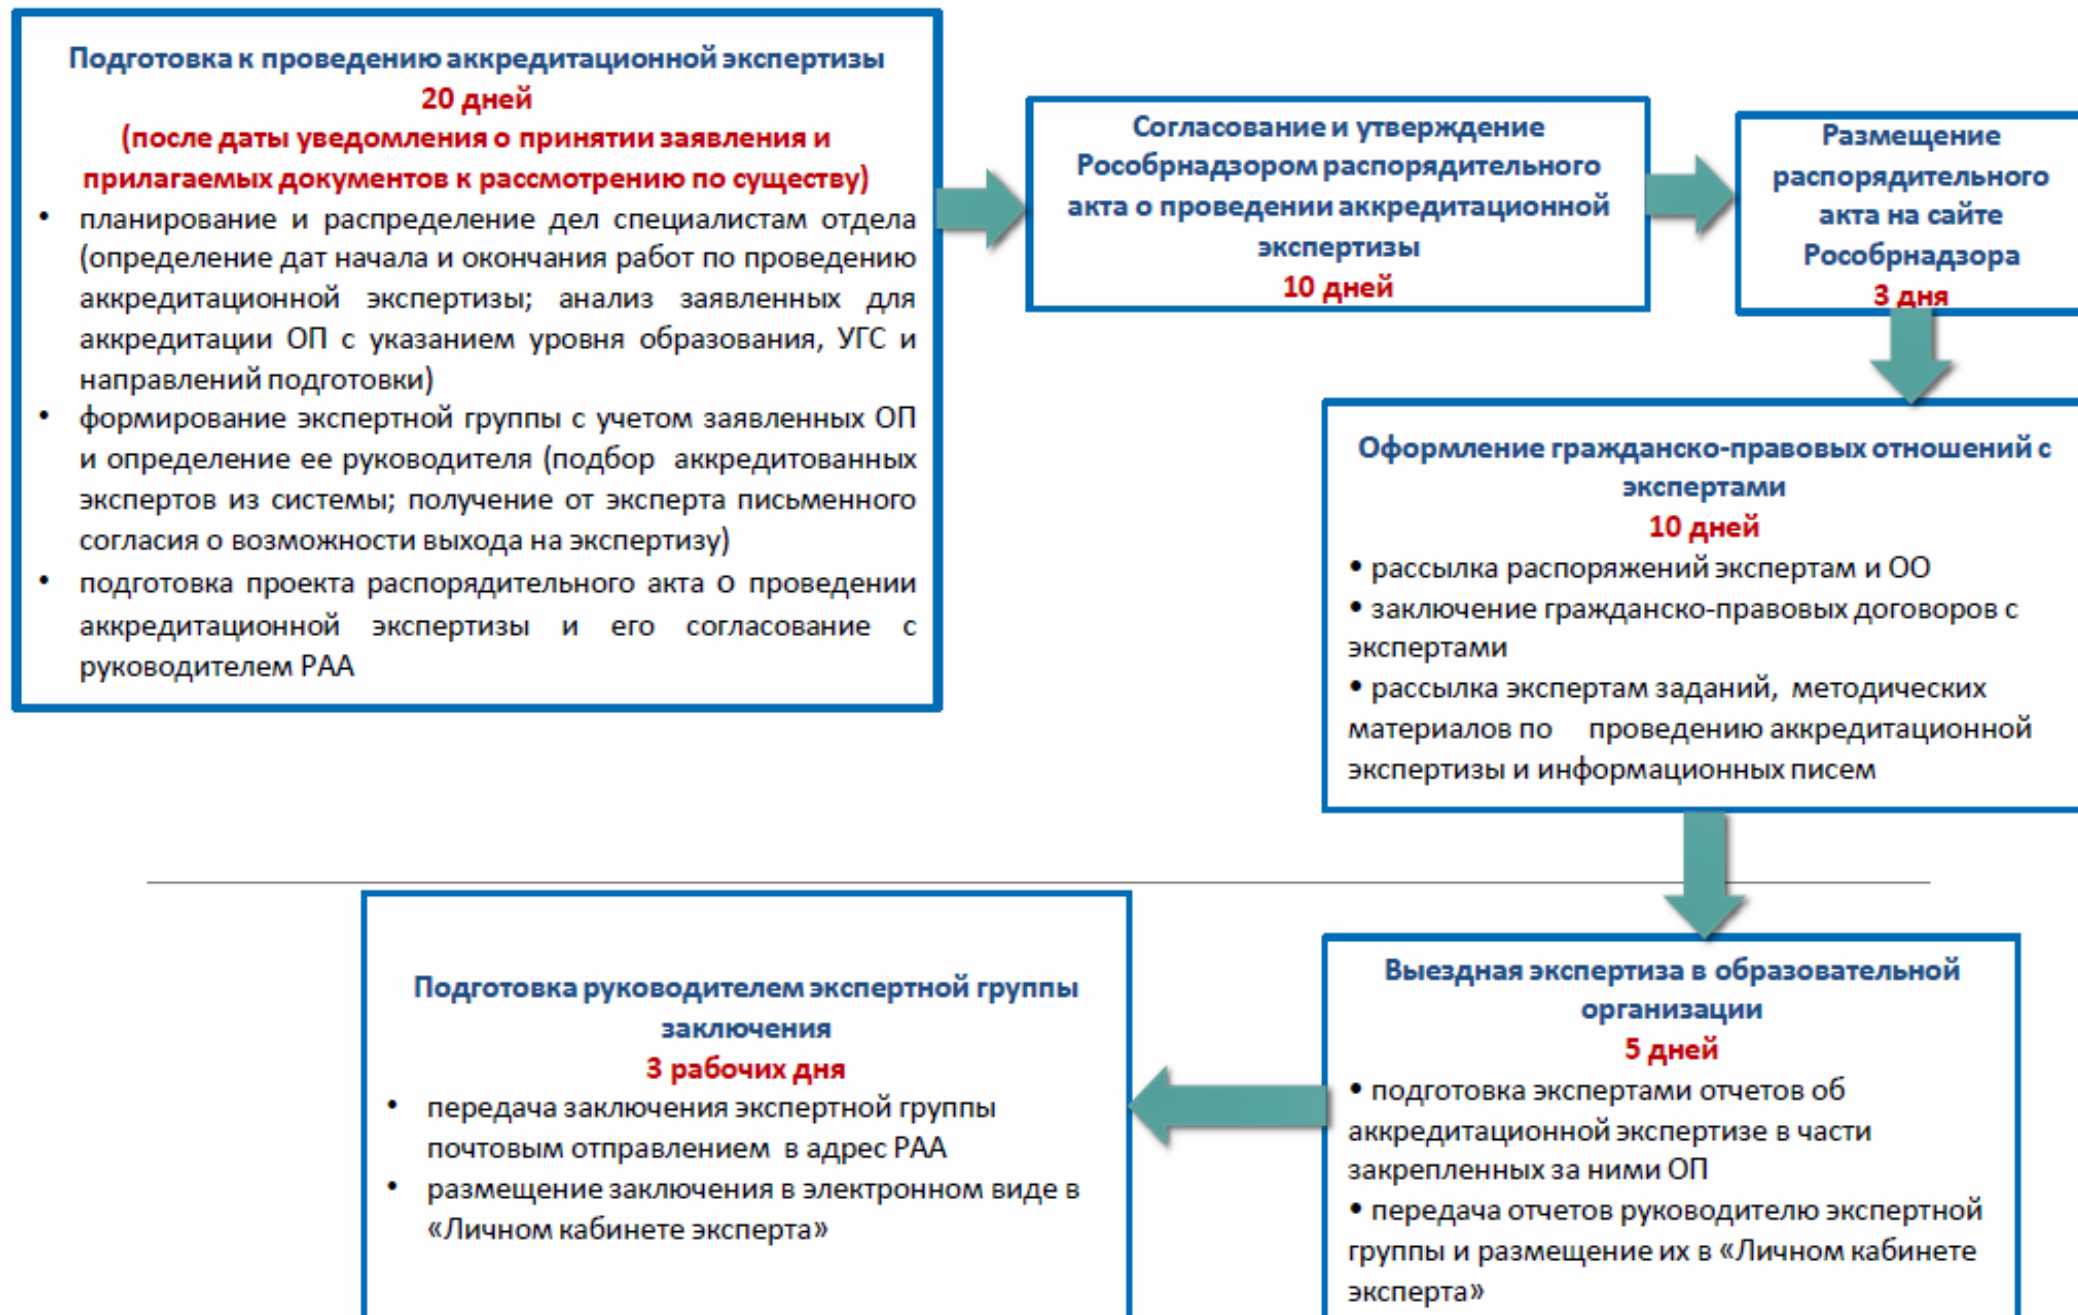 Подготовка к проведению аккредитационной экспертизы
20 дней
(после даты уведомления о принятии заявления и
прилагаемых документов к рассмотрению по существу)
• планирование и распределение дел специалистам отдела
(определение дат начала и окончания работ по проведению
аккредитационной экспертизы; анализ заявленных для
аккредитации ОП с указанием уровня образования, УГС и
направлений подготовки)
• формирование экспертной группы с учетом заявленных ОП
и определение ее руководителя (подбор аккредитованных
экспертов из системы; получение от эксперта письменного
согласия о возможности выхода на экспертизу)
• подготовка проекта распорядительного акта о проведении
аккредитационной экспертизы и его согласование с
руководителем РАА
Согласование и утверждение
Рособрнадзором распорядительного
акта о проведении аккредитационной
экспертизы
10 дней
Размещение
распорядительного
акта на сайте
Рособрнадзора
3 дня
Оформление гражданско-правовых отношений с
экспертами
10 дней
• рассылка распоряжений экспертам и ОО
• заключение гражданско-правовых договоров с
экспертами
• рассылка экспертам заданий, методических
материалов по проведению аккредитационной
экспертизы и информационных писем
Выездная экспертиза в образовательной
организации
5 дней
• подготовка экспертами отчетов об
аккредитационной экспертизе в части
закрепленных за ними ОП
• передача отчетов руководителю экспертной
группы и размещение их в «Личном кабинете
эксперта»
Подготовка руководителем экспертной группы
заключения
3 рабочих дня
• передача заключения экспертной группы
почтовым отправлением в адрес РАА
• размещение заключения в электронном виде в
«Личном кабинете эксперта»